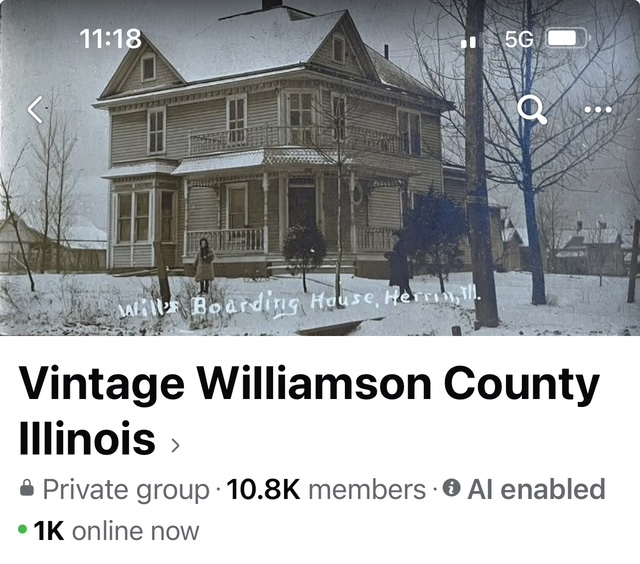 11:18 5G
Will's Boarding House, Herrin, Ill.
Vintage Williamson County
Illinois
Private group · 10.8K members · AI enabled
1K online now